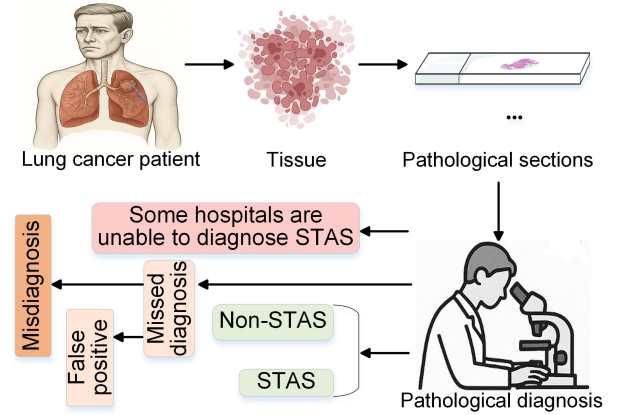 Lung cancer patient
Tissue
Pathological sections
...
Some hospitals are
unable to diagnose STAS
Misdiagnosis
Missed
diagnosis
False
positive
Non-STAS
STAS
Pathological diagnosis